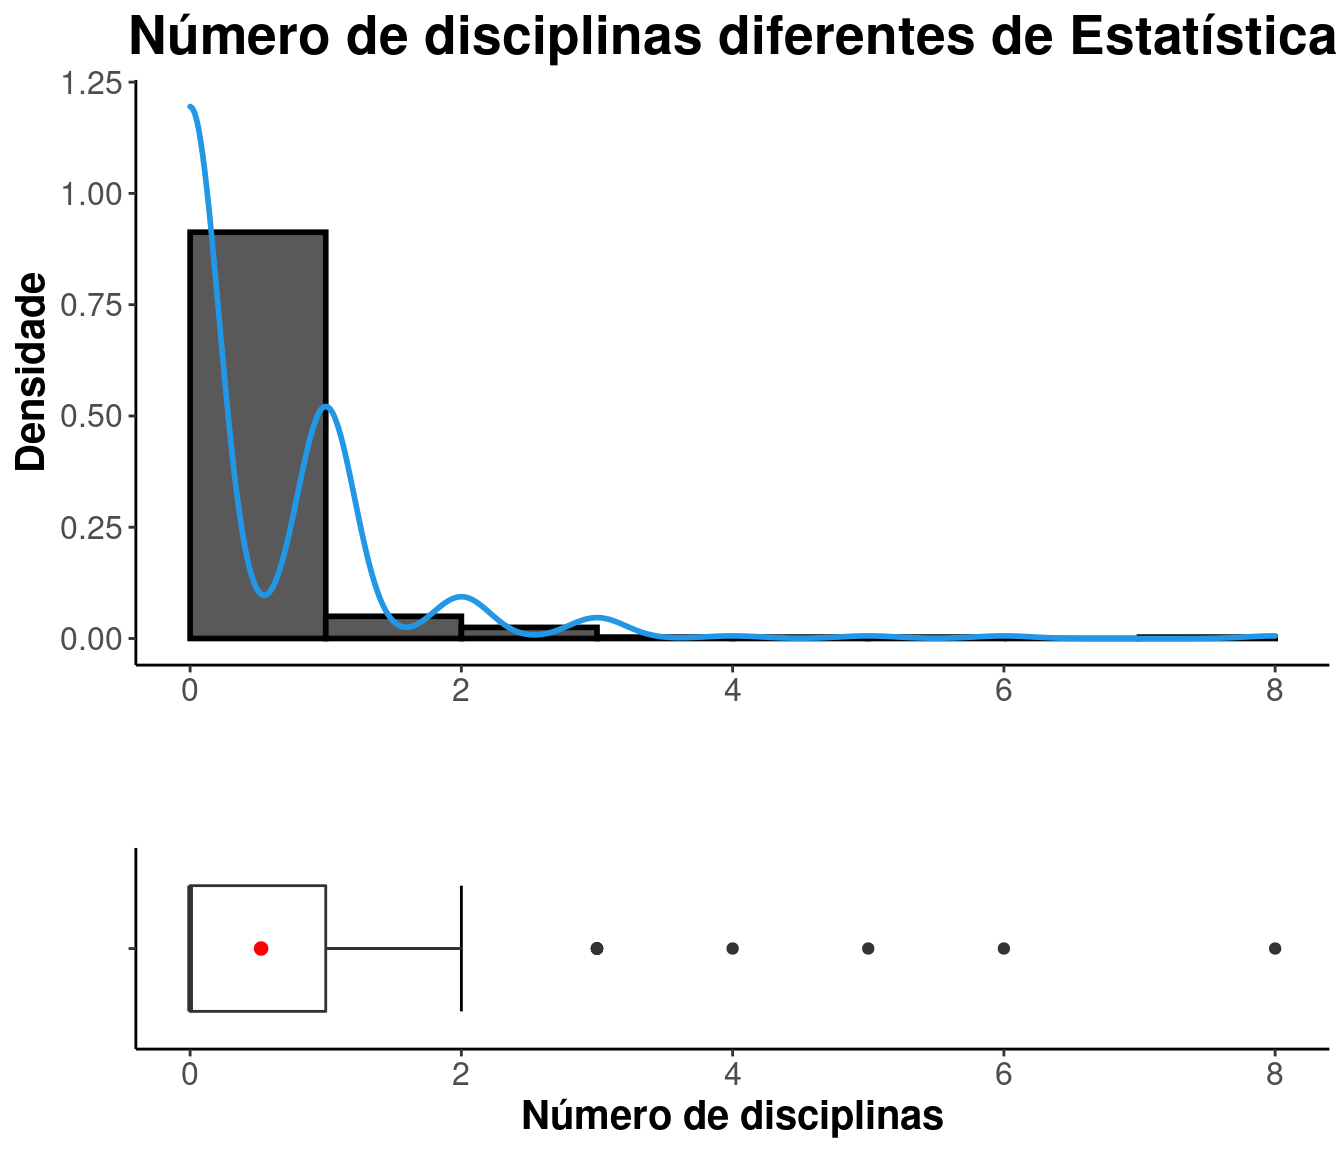 Número de disciplinas diferentes de Estatística
Densidade
1.25
1.00
0.75
0.50
0.25
0.00
0 2 4 6 8
0 2 4 6 8
Número de disciplinas